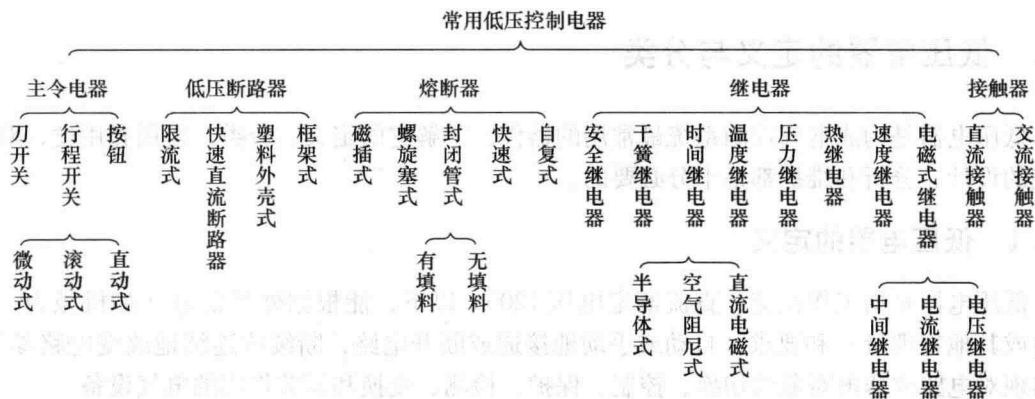 常用低压控制电器
主令电器 低压断路器 熔断器 继电器 接触器
刀开关
行程开关
按钮
限流式
快速直流断路器
塑料外壳式
框架式
磁插式
螺旋塞式
封闭管式
快速式
自复式
安全继电器
干簧继电器
时间继电器
温度继电器
压力继电器
热继电器
速度继电器
电磁式继电器
直流接触器
交流接触器
微动式
滚动式
直动式
有填料
无填料
半导体式
空气阻尼式
直流电磁式
中间继电器
电流继电器
电压继电器